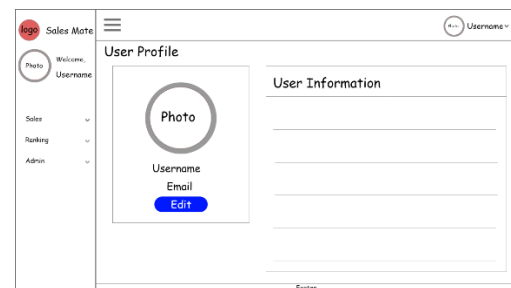 logo Sales Mate
Username
Photo
Welcome,
Username
Sales
Ranking
Admin
User Profile
Photo
Username
Email
Edit
User Information
Footer